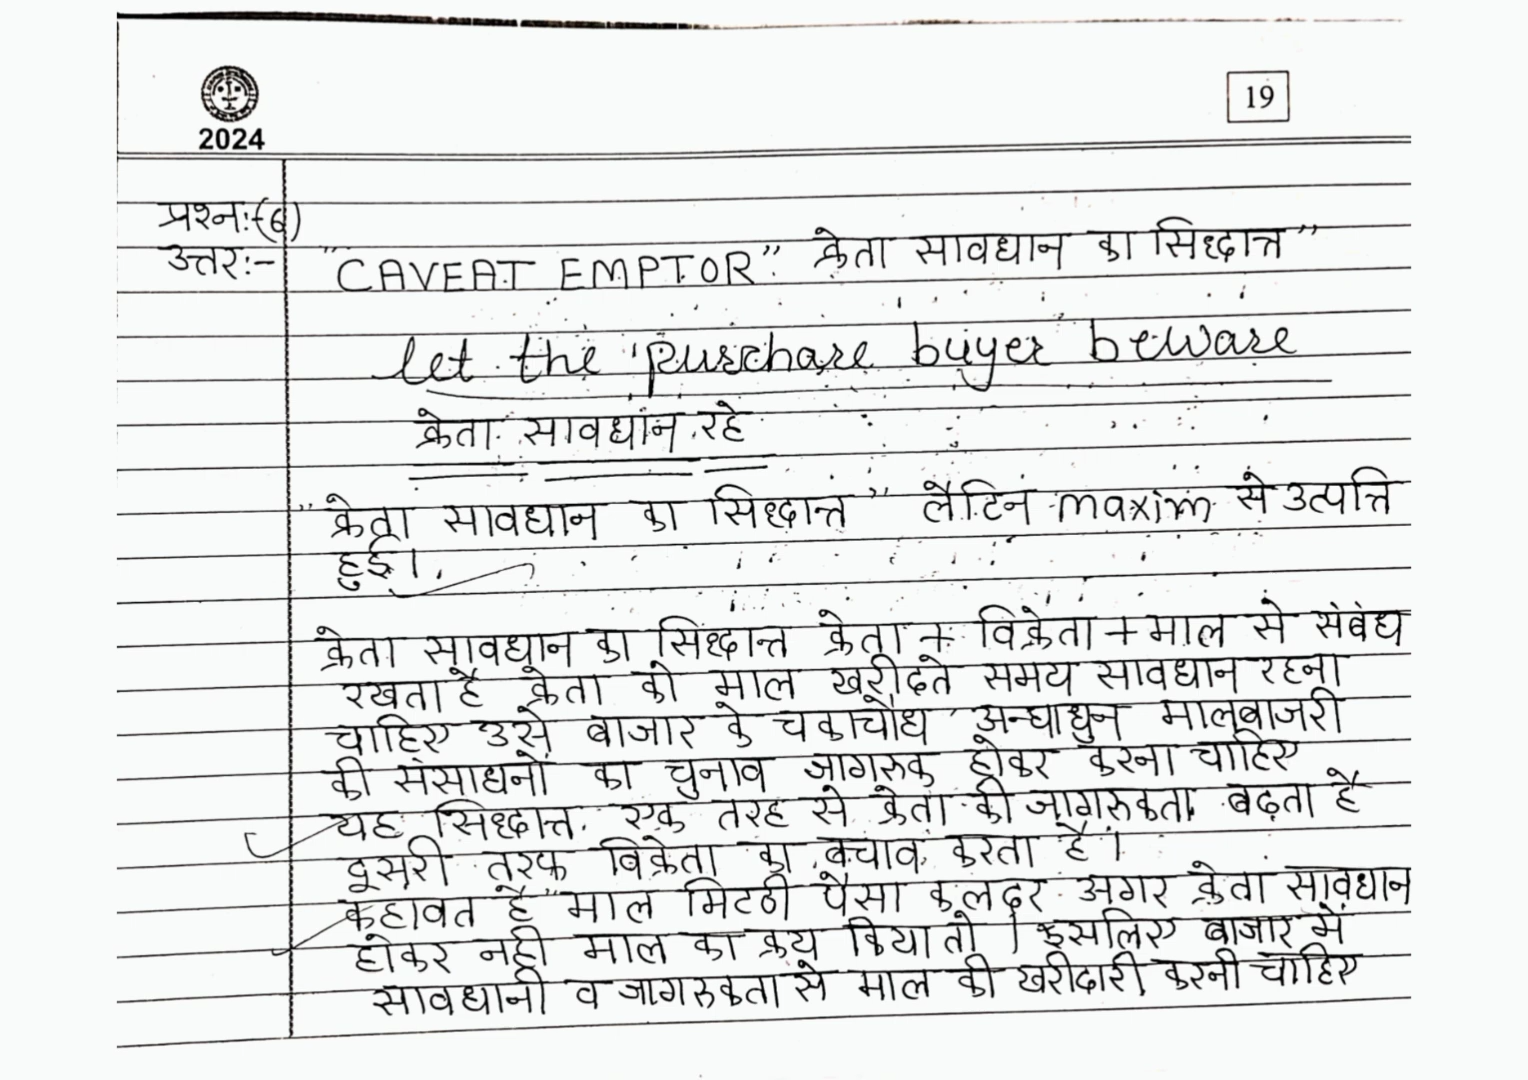 2024
19
प्रश्नः-(6)
उत्तरः-
"CAVEAT EMPTOR" क्रेता सावधान का सिध्दान्त"
let the purchare buyer beware
क्रेता सावधान रहे
"क्रेता सावधान का सिध्दान्त" लैटिन maxim से उत्पत्ति
हुई।
क्रेता सावधान का सिध्दान्त क्रेता + विक्रेता + माल से संबंध
रखता है क्रेता को माल खरीदते समय सावधान रहना
चाहिए उसे बाजार के चकाचौध अन्धाधुन मालबाजरी
की संसाधनों का चुनाव जागरुक होकर करना चाहिए
यह सिध्दान्त एक तरह से क्रेता की जागरुकता बढ़ता है
दूसरी तरफ विक्रेता का बचाव करता है।
कहावत है "माल मिटठी पैसा कलदर अगर क्रेता सावधान
होकर नही माल का क्रय किया तो। इसलिए बाजार में
सावधानी व जागरुकता से माल की खरीदारी करनी चाहिए